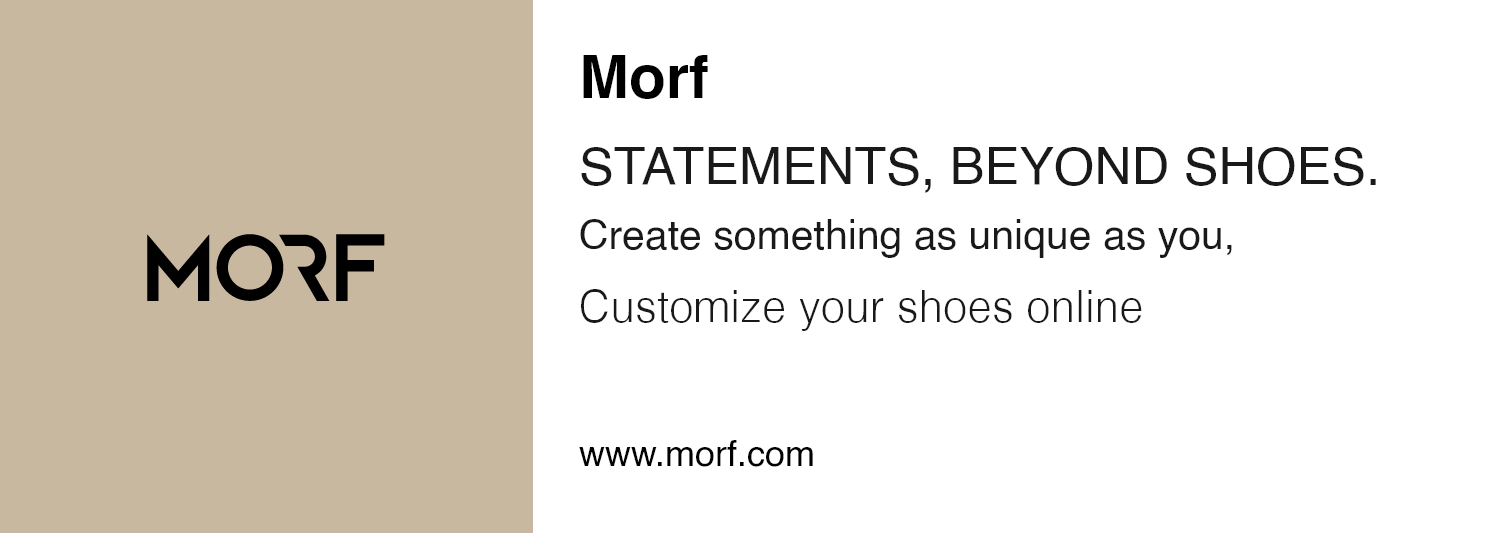 MORF
Morf
STATEMENTS, BEYOND SHOES.
Create something as unique as you,
Customize your shoes online
www.morf.com